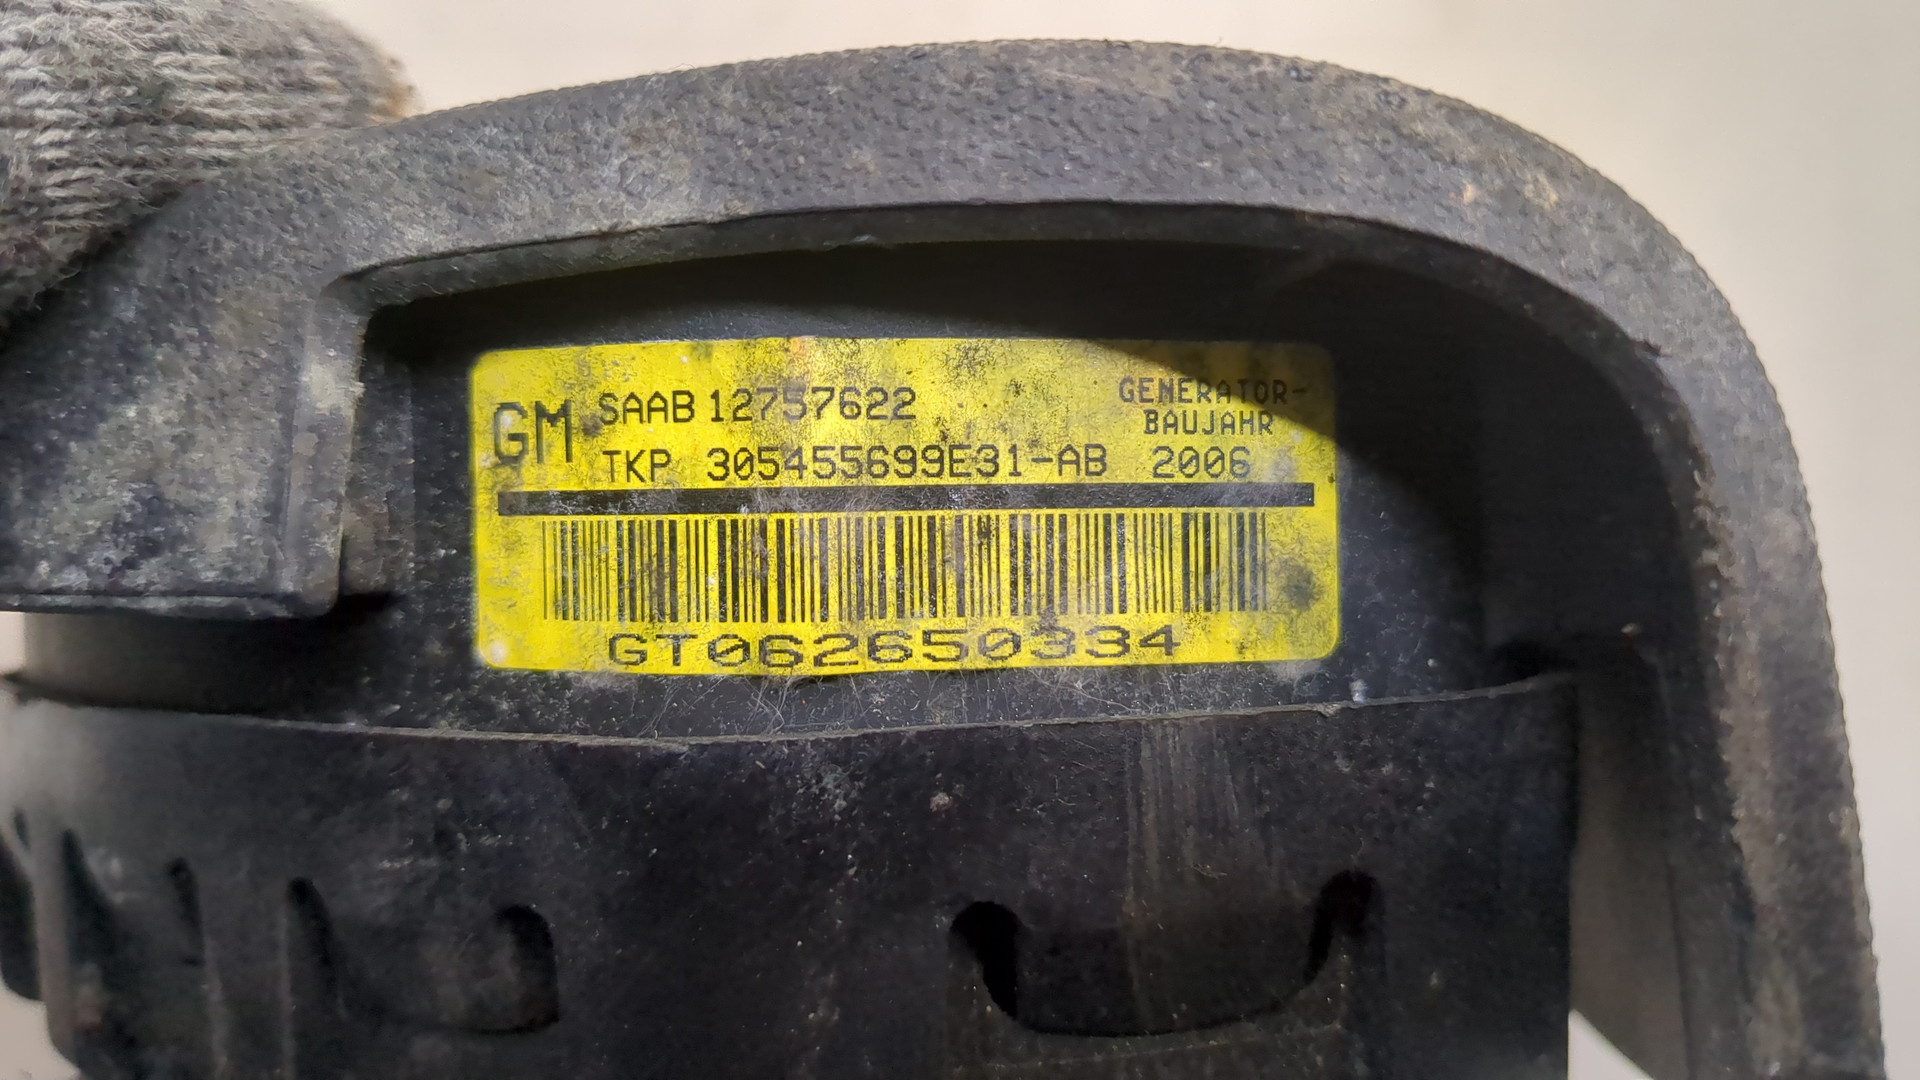 GM SAAB 12757622 GENERATOR-
BAUJAHR
TKP 305455699E31-AB 2006
GT062650334